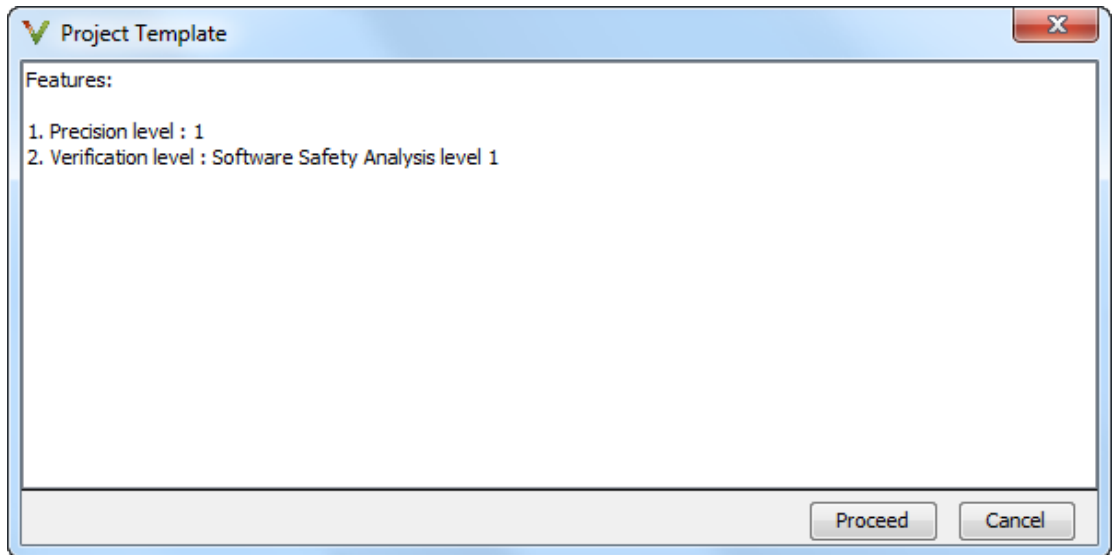 Project Template
Features:
1. Precision level : 1
2. Verification level : Software Safety Analysis level 1
Proceed Cancel